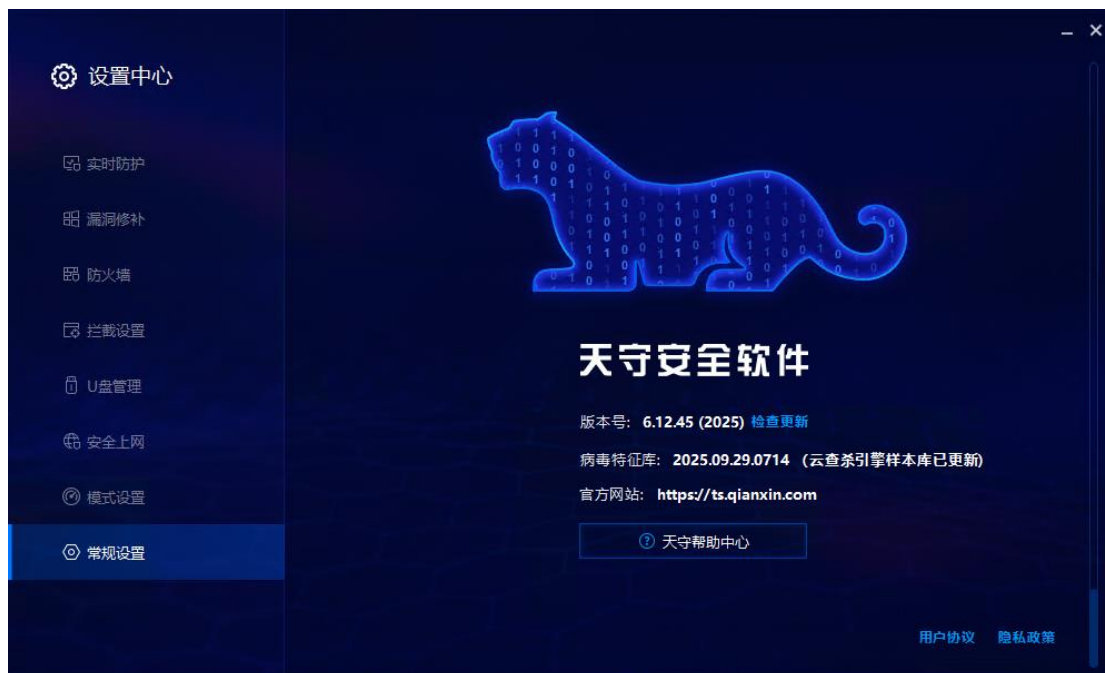 设置中心
实时防护
漏洞修补
防火墙
拦截设置
U盘管理
安全上网
模式设置
常规设置
天守安全软件
版本号: 6.12.45 (2025) 检查更新
病毒特征库: 2025.09.29.0714 (云查杀引擎样本库已更新)
官方网站: https://ts.qianxin.com
天守帮助中心
用户协议 隐私政策